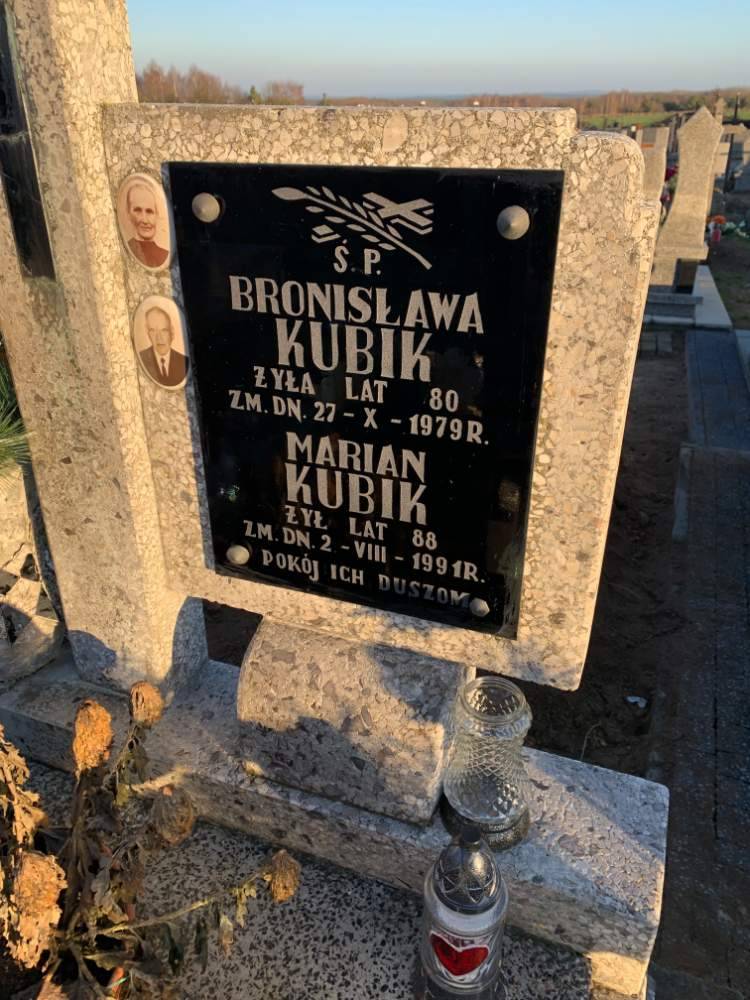 Ś. P.
BRONISŁAWA
KUBIK
ŻYŁA LAT 80
ZM. DN. 27 - X - 1979 R.
MARIAN
KUBIK
ŻYŁ LAT 88
ZM. DN. 2 - VIII - 1991 R.
POKÓJ ICH DUSZOM